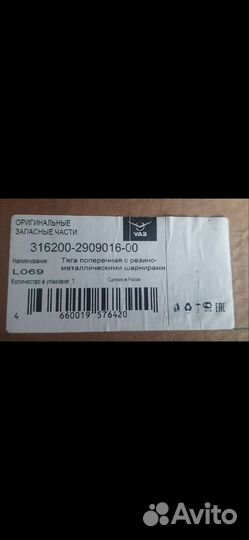 ОРИГИНАЛЬНЫЕ
ЗАПАСНЫЕ ЧАСТИ
УАЗ
316200-2909016-00
Наименование: Тяга поперечная с резино-
LO69 металлическими шарнирами
Количество в упаковке: 1 Сделано в России
4 660019 576420
EAC
Avito